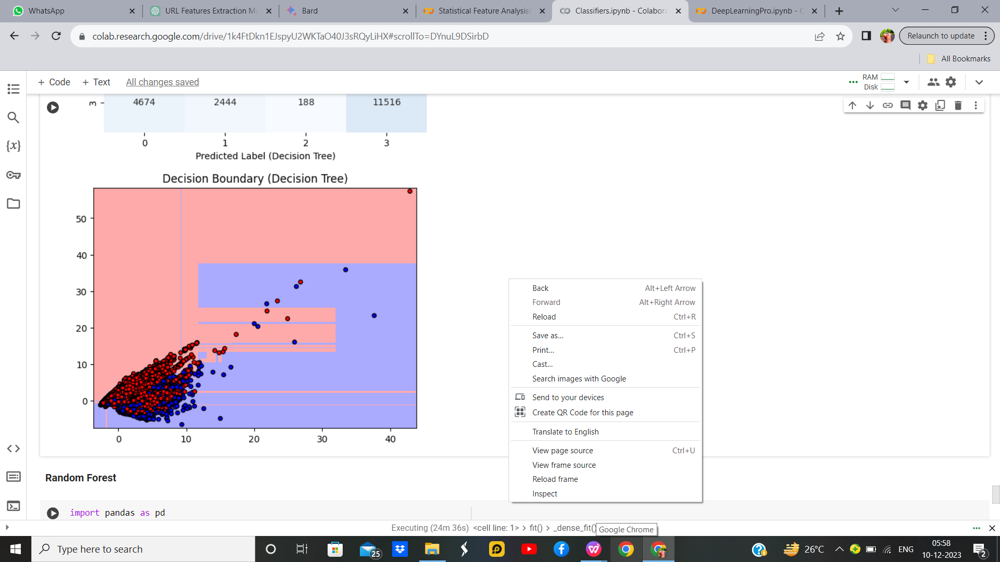 WhatsApp
URL Features Extraction Mo
Bard
Statistical Feature Analysis
Classifiers.ipynb - Colabora
DeepLearningPro.ipynb - C
colab.research.google.com/drive/1k4FtDkn1EJspyU2WKTaO40J3sRQyLiHX#scrollTo=DYnuL9DSirbD
Relaunch to update
All Bookmarks
+ Code
+ Text
All changes saved
RAM
Disk
{x}
3
4674 2444 188 11516
0 1 2 3
Predicted Label (Decision Tree)
Decision Boundary (Decision Tree)
50
40
30
20
10
0
0 10 20 30 40
Back Alt+Left Arrow
Forward Alt+Right Arrow
Reload Ctrl+R
Save as... Ctrl+S
Print... Ctrl+P
Cast...
Search images with Google
Send to your devices
Create QR Code for this page
Translate to English
View page source Ctrl+U
View frame source
Reload frame
Inspect
Random Forest
import pandas as pd
Executing (24m 36s) <cell line: 1> > fit() > _dense_fit()
Google Chrome
Type here to search
25
26°C
ENG
05:58
10-12-2023
2